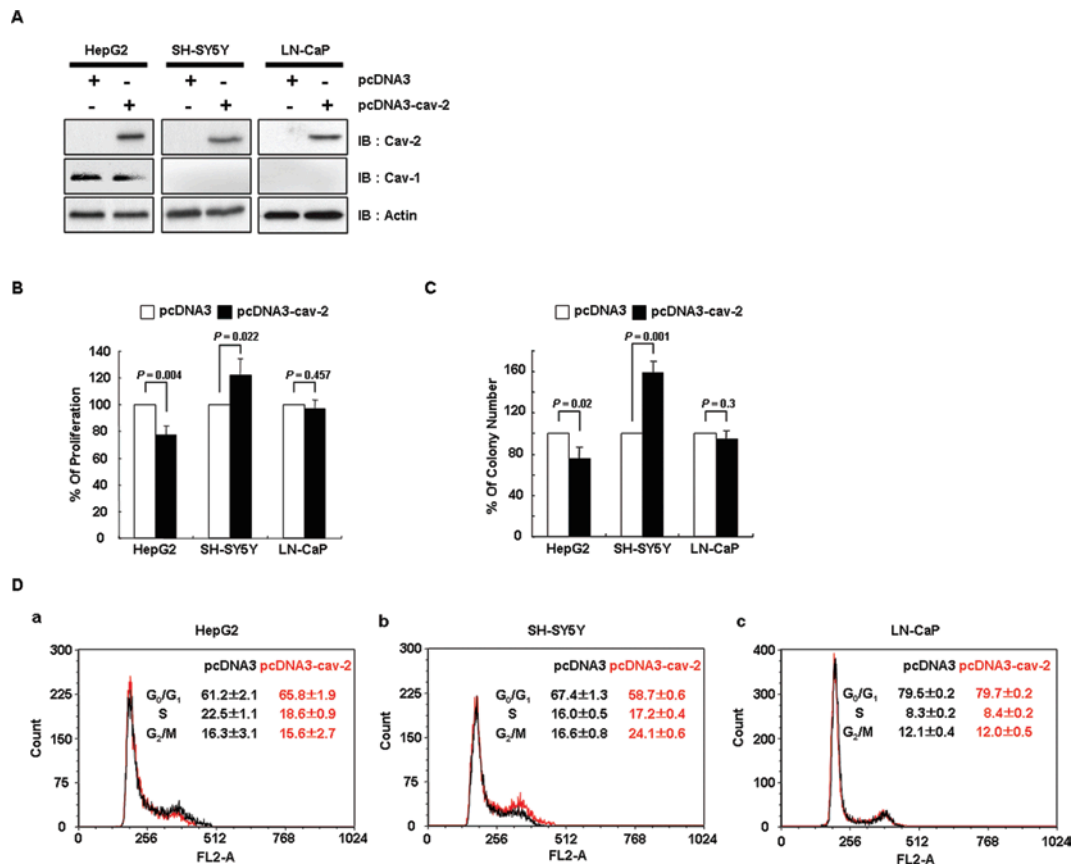 A
HepG2 SH-SY5Y LN-CaP
+ - + - + - pcDNA3
- + - + - + pcDNA3-cav-2
IB : Cav-2
IB : Cav-1
IB : Actin
B
pcDNA3 pcDNA3-cav-2
% Of Proliferation
140
120
100
80
60
40
20
0
P = 0.004
P = 0.022
P = 0.457
HepG2 SH-SY5Y LN-CaP
C
pcDNA3
pcDNA3-cav-2
% Of Colony Number
160
120
80
40
0
P = 0.02
P = 0.001
P = 0.3
HepG2 SH-SY5Y LN-CaP
D
a
HepG2
Count
300
225
150
75
0
pcDNA3 pcDNA3-cav-2
G0/G1 61.2±2.1 65.8±1.9
S 22.5±1.1 18.6±0.9
G2/M 16.3±3.1 15.6±2.7
0 256 512 768 1024
FL2-A
b
SH-SY5Y
Count
300
225
150
75
0
pcDNA3 pcDNA3-cav-2
G0/G1 67.4±1.3 58.7±0.6
S 16.0±0.5 17.2±0.4
G2/M 16.6±0.8 24.1±0.6
0 256 512 768 1024
FL2-A
c
LN-CaP
Count
400
300
200
100
0
pcDNA3 pcDNA3-cav-2
G0/G1 79.5±0.2 79.7±0.2
S 8.3±0.2 8.4±0.2
G2/M 12.1±0.4 12.0±0.5
0 256 512 768 1024
FL2-A